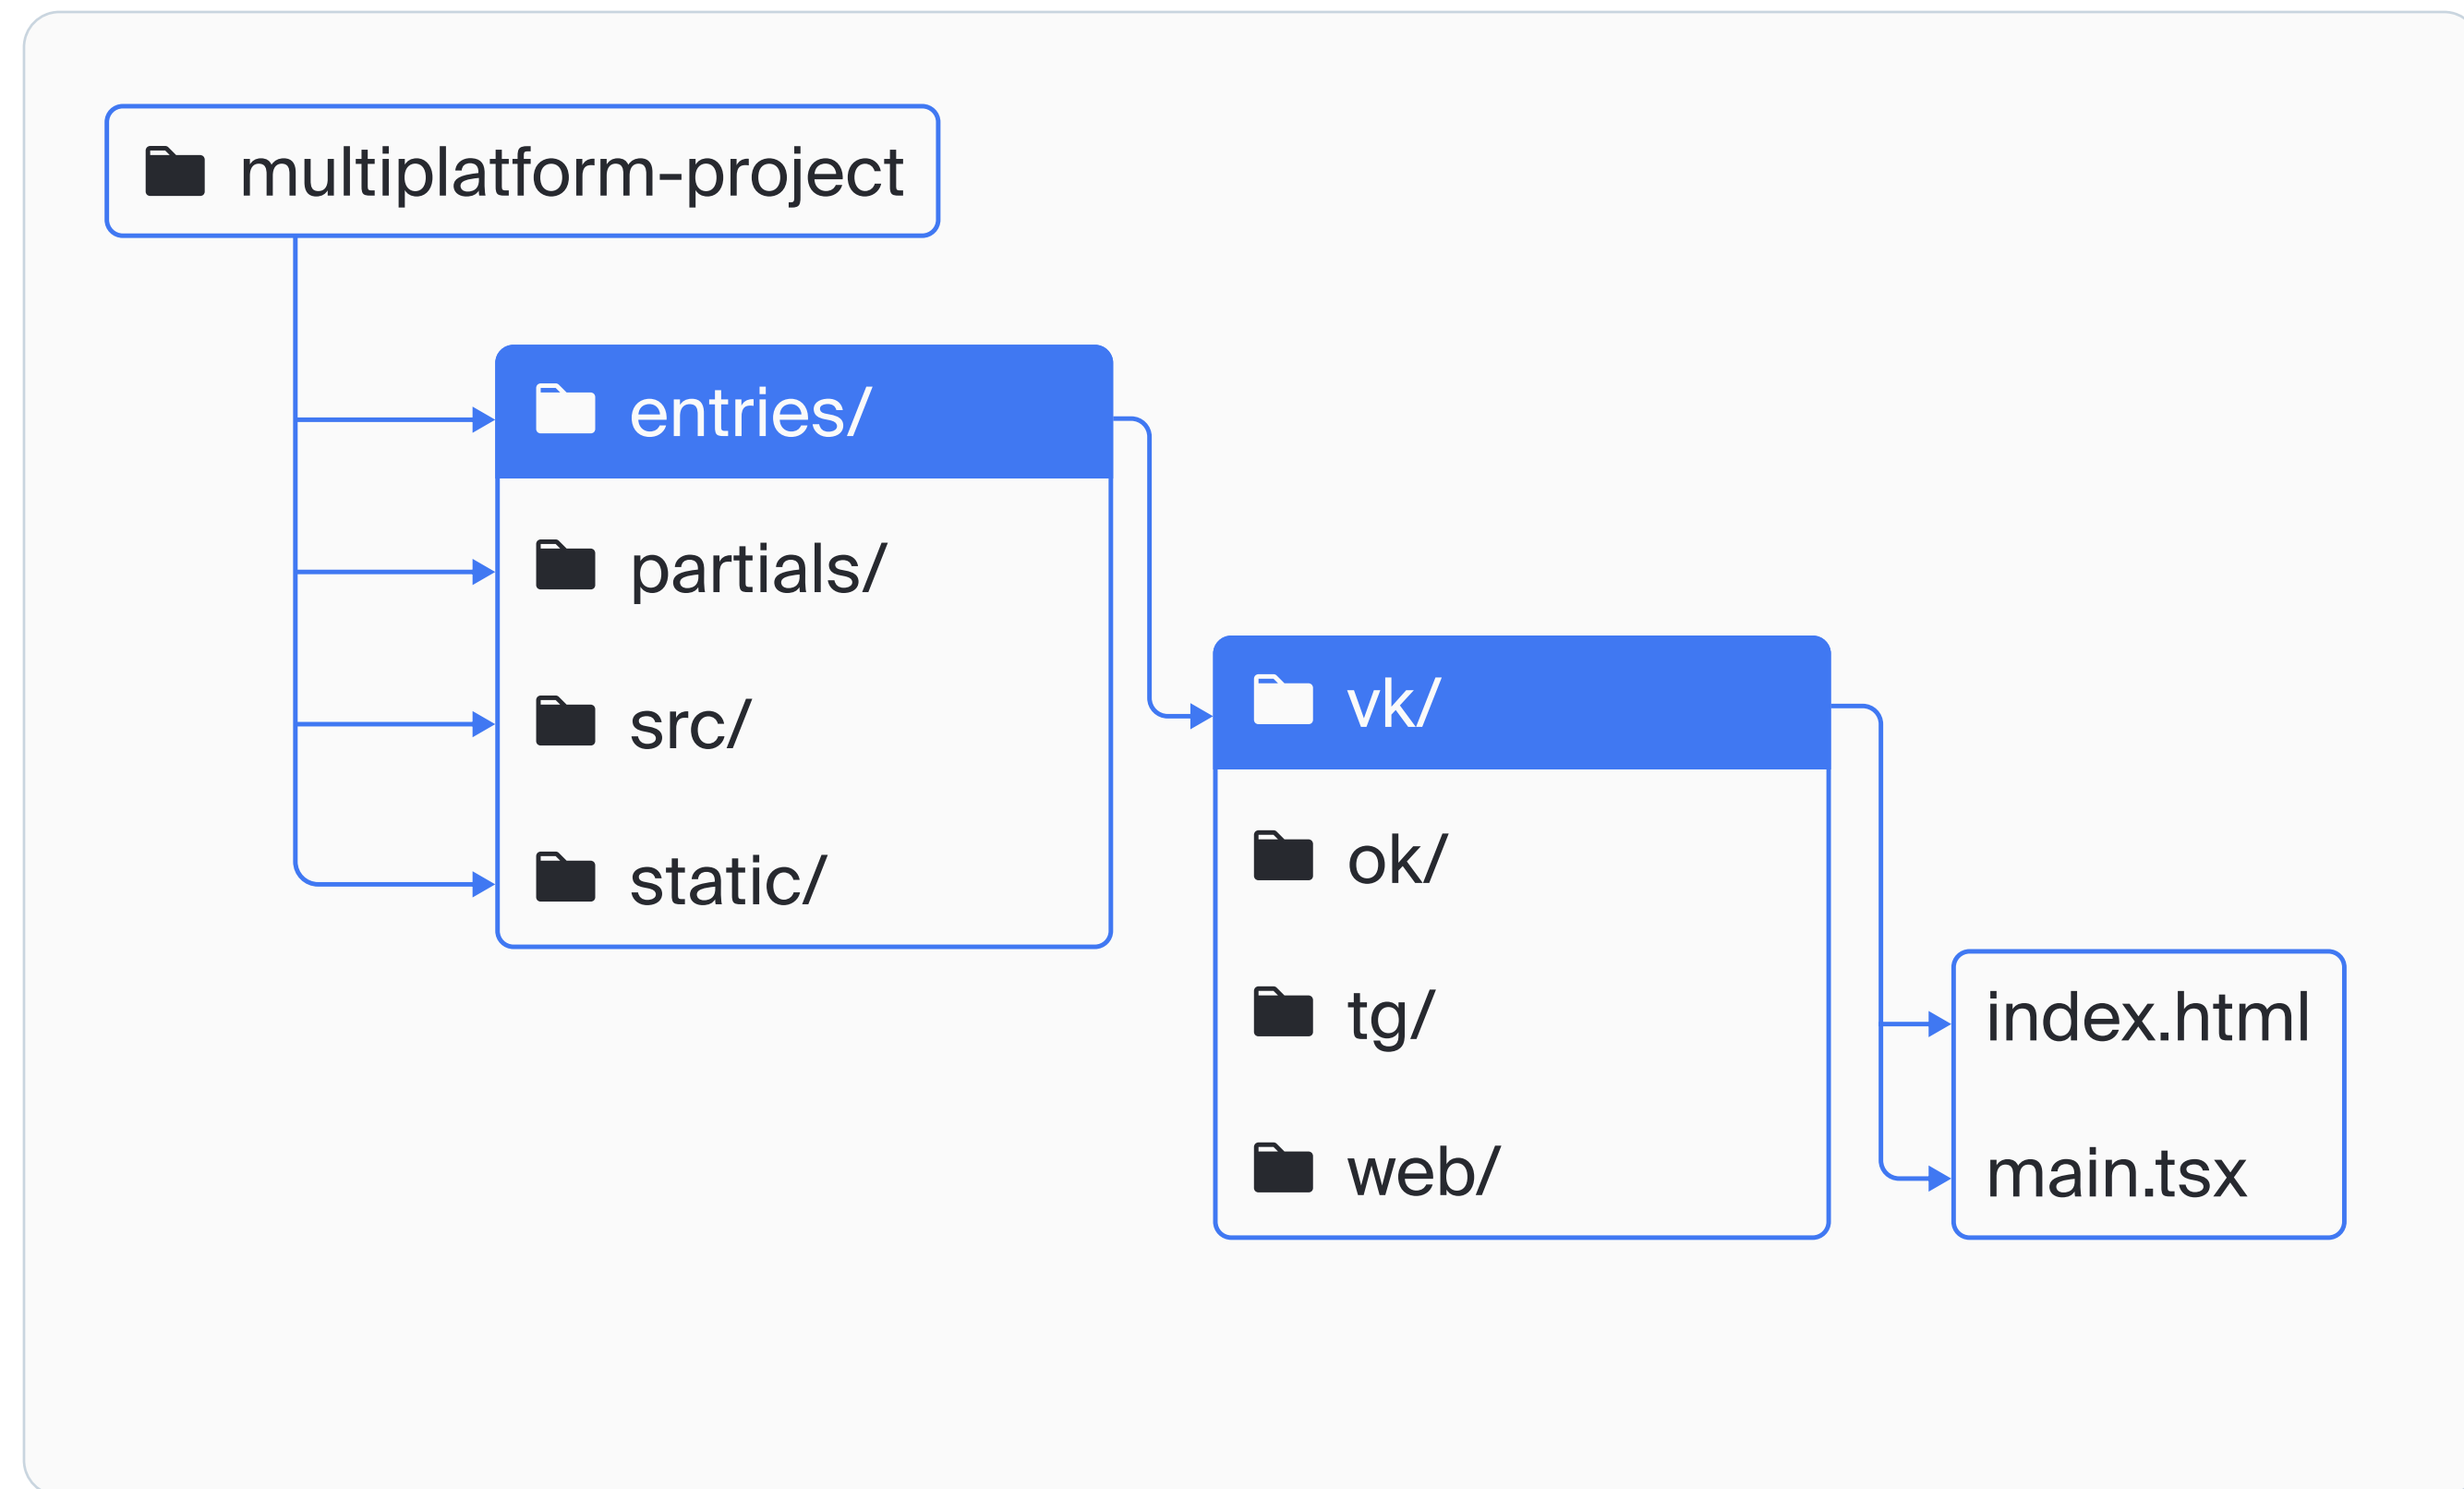 multiplatform-project
entries/
partials/
src/
static/
vk/
ok/
tg/
web/
index.html
main.tsx